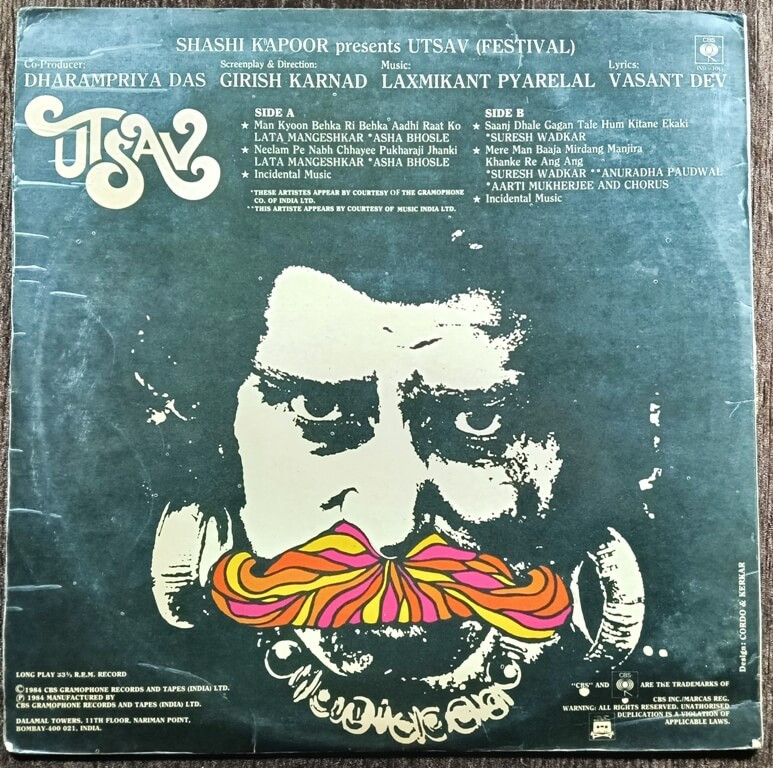 SHASHI KAPOOR presents UTSAV (FESTIVAL)
Co-Producer: Screenplay & Direction: Music: Lyrics:
DHARAMPRIYA DAS GIRISH KARNAD LAXMIKANT PYARELAL VASANT DEV
CBS
UTSAV
SIDE A
★ Man Kyoon Behka Ri Behka Aadhi Raat Ko
LATA MANGESHKAR *ASHA BHOSLE
★ Neelam Pe Nabh Chhayee Pukharaji Jhanki
LATA MANGESHKAR *ASHA BHOSLE
★ Incidental Music
*THESE ARTISTES APPEAR BY COURTESY OF THE GRAMOPHONE
CO. OF INDIA LTD.
**THIS ARTISTE APPEARS BY COURTESY OF MUSIC INDIA LTD.
SIDE B
★ Saanj Dhale Gagan Tale Hum Kitane Ekaki
*SURESH WADKAR
★ Mere Man Baaja Mirdang Manjira
Khanke Re Ang Ang
*SURESH WADKAR **ANURADHA PAUDWAL
*AARTI MUKHERJEE AND CHORUS
★ Incidental Music
Design: CORDO & KERKAR
LONG PLAY 33⅓ R.P.M. RECORD
©1984 CBS GRAMOPHONE RECORDS AND TAPES (INDIA) LTD.
Ⓟ 1984 MANUFACTURED BY
CBS GRAMOPHONE RECORDS AND TAPES (INDIA) LTD.
DALAMAL TOWERS, 11TH FLOOR, NARIMAN POINT,
BOMBAY-400 021, INDIA.
"CBS" AND CBS ARE THE TRADEMARKS OF
CBS INC./MARCAS REG.
WARNING: ALL RIGHTS RESERVED. UNATHORISED
DUPLICATION IS A VIOLATION OF
APPLICABLE LAWS.